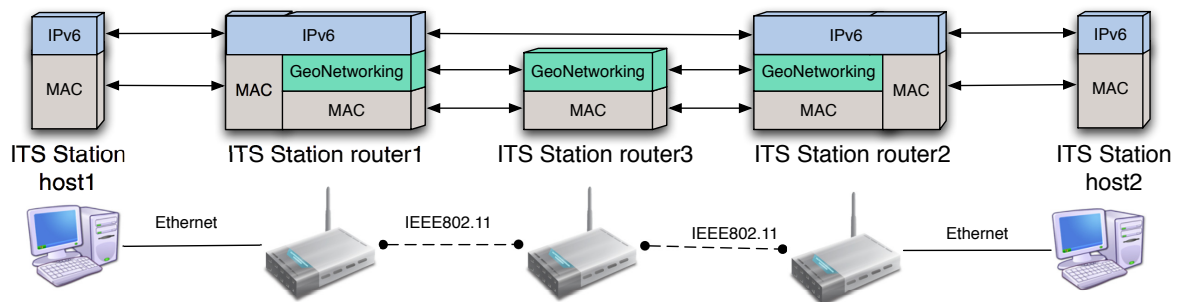 IPv6
IPv6
IPv6
IPv6
GeoNetworking
GeoNetworking
GeoNetworking
MAC
MAC
MAC
MAC
MAC
MAC
MAC
ITS Station
host1
ITS Station router1
ITS Station router3
ITS Station router2
ITS Station
host2
Ethernet
IEEE802.11
IEEE802.11
Ethernet